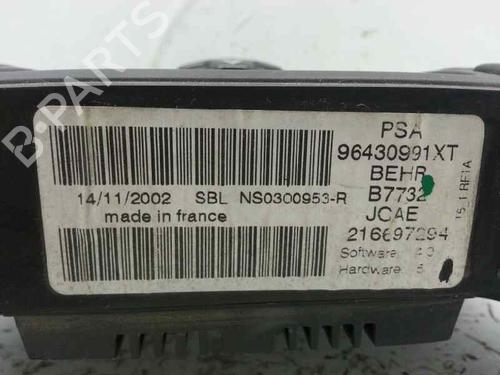 PSA
96430991XT
BEHR
B7732
JCAE
216697294
14/11/2002 SBL NS0300953-R
made in france
Software
Hardware
B-PARTS